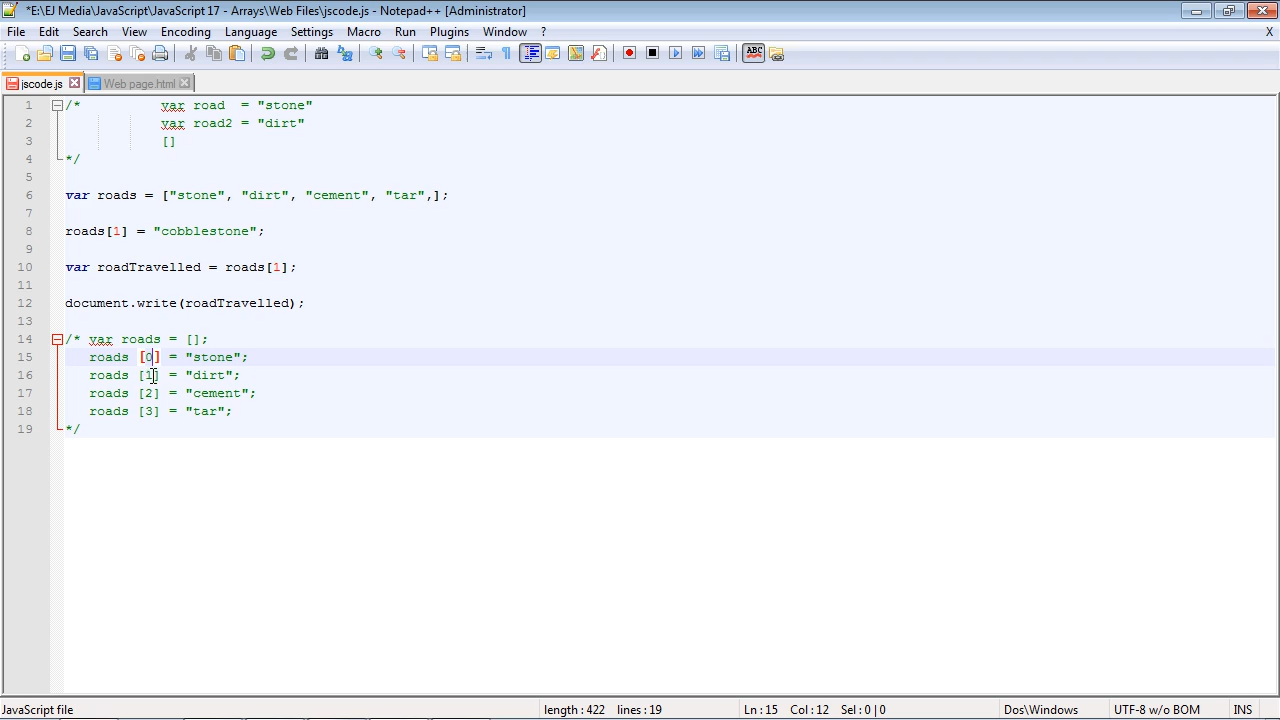 *E:\EJ Media\JavaScript\JavaScript 17 - Arrays\Web Files\jscode.js - Notepad++ [Administrator]
File Edit Search View Encoding Language Settings Macro Run Plugins Window ? X
ABC
jscode.js Web page.html
1 /* var road  = "stone"
2 var road2 = "dirt"
3 []
4 */
5
6 var roads = ["stone", "dirt", "cement", "tar",];
7
8 roads[1] = "cobblestone";
9
10 var roadTravelled = roads[1];
11
12 document.write(roadTravelled);
13
14 /* var roads = [];
15 roads [0] = "stone";
16 roads [1] = "dirt";
17 roads [2] = "cement";
18 roads [3] = "tar";
19 */
JavaScript file length : 422 lines : 19 Ln : 15 Col : 12 Sel : 0 | 0 Dos\Windows UTF-8 w/o BOM INS